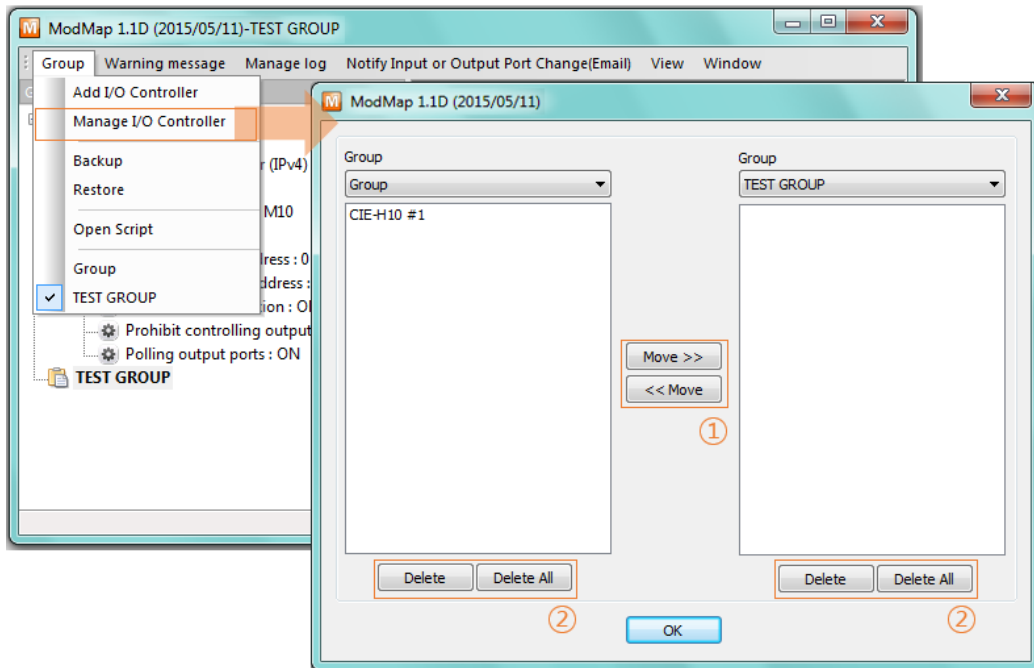 M ModMap 1.1D (2015/05/11)-TEST GROUP
Group Warning message Manage log Notify Input or Output Port Change(Email) View Window
Add I/O Controller
Manage I/O Controller
Backup
Restore
Open Script
Group
TEST GROUP
r (IPv4)
M10
dress : 0
ddress :
ion :
Prohibit controlling output
Polling output ports : ON
TEST GROUP
M ModMap 1.1D (2015/05/11)
Group
Group
CIE-H10 #1
Group
TEST GROUP
Move >>
<< Move
①
Delete Delete All
②
Delete Delete All
②
OK